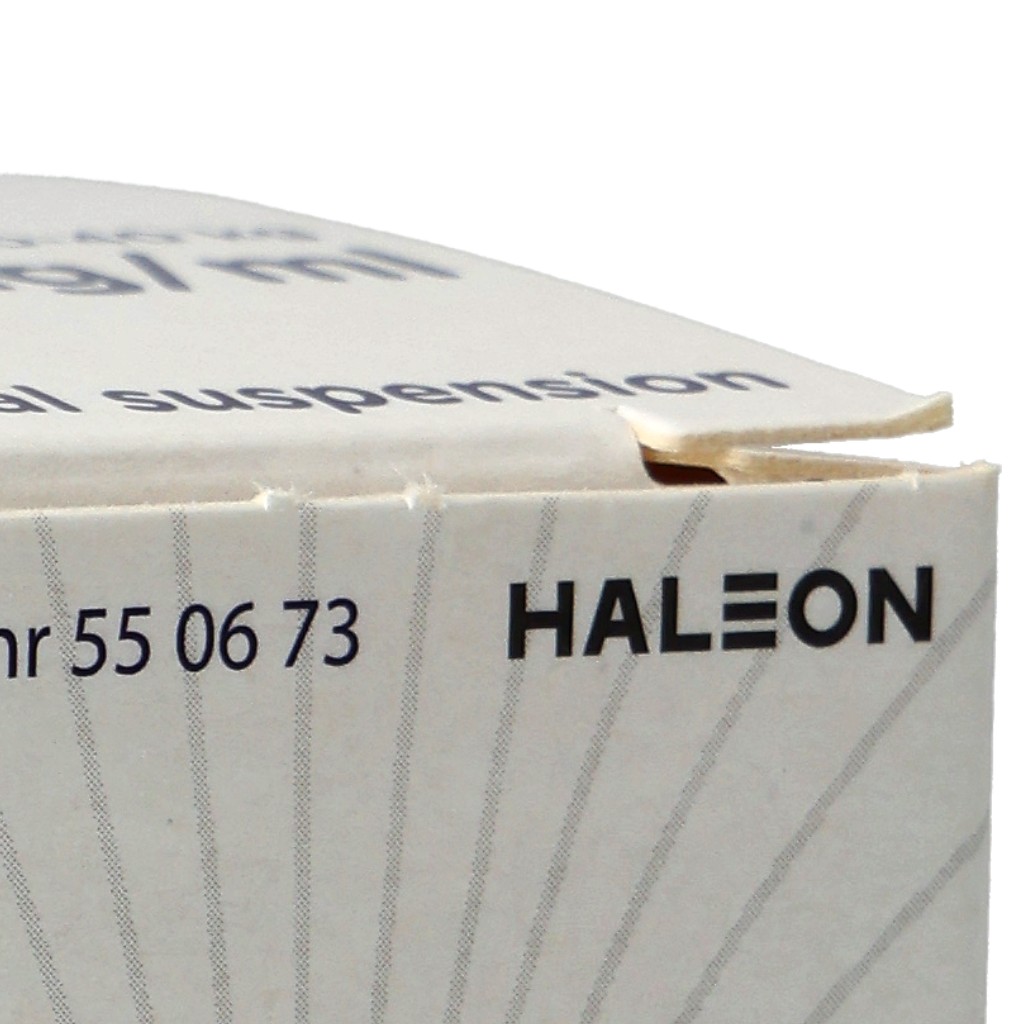 g/ml
al suspension
nr 55 06 73
HALEON